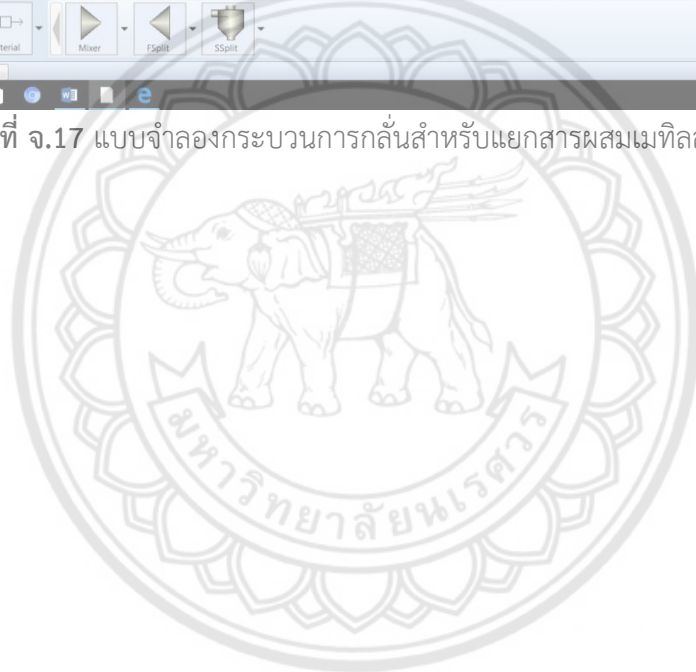 Mixer
FSplit
SSplit
ที่ จ.17 แบบจำลองกระบวนการกลั่นสำหรับแยกสารผสมเมทิล
มหาวิทยาลัยนเรศวร